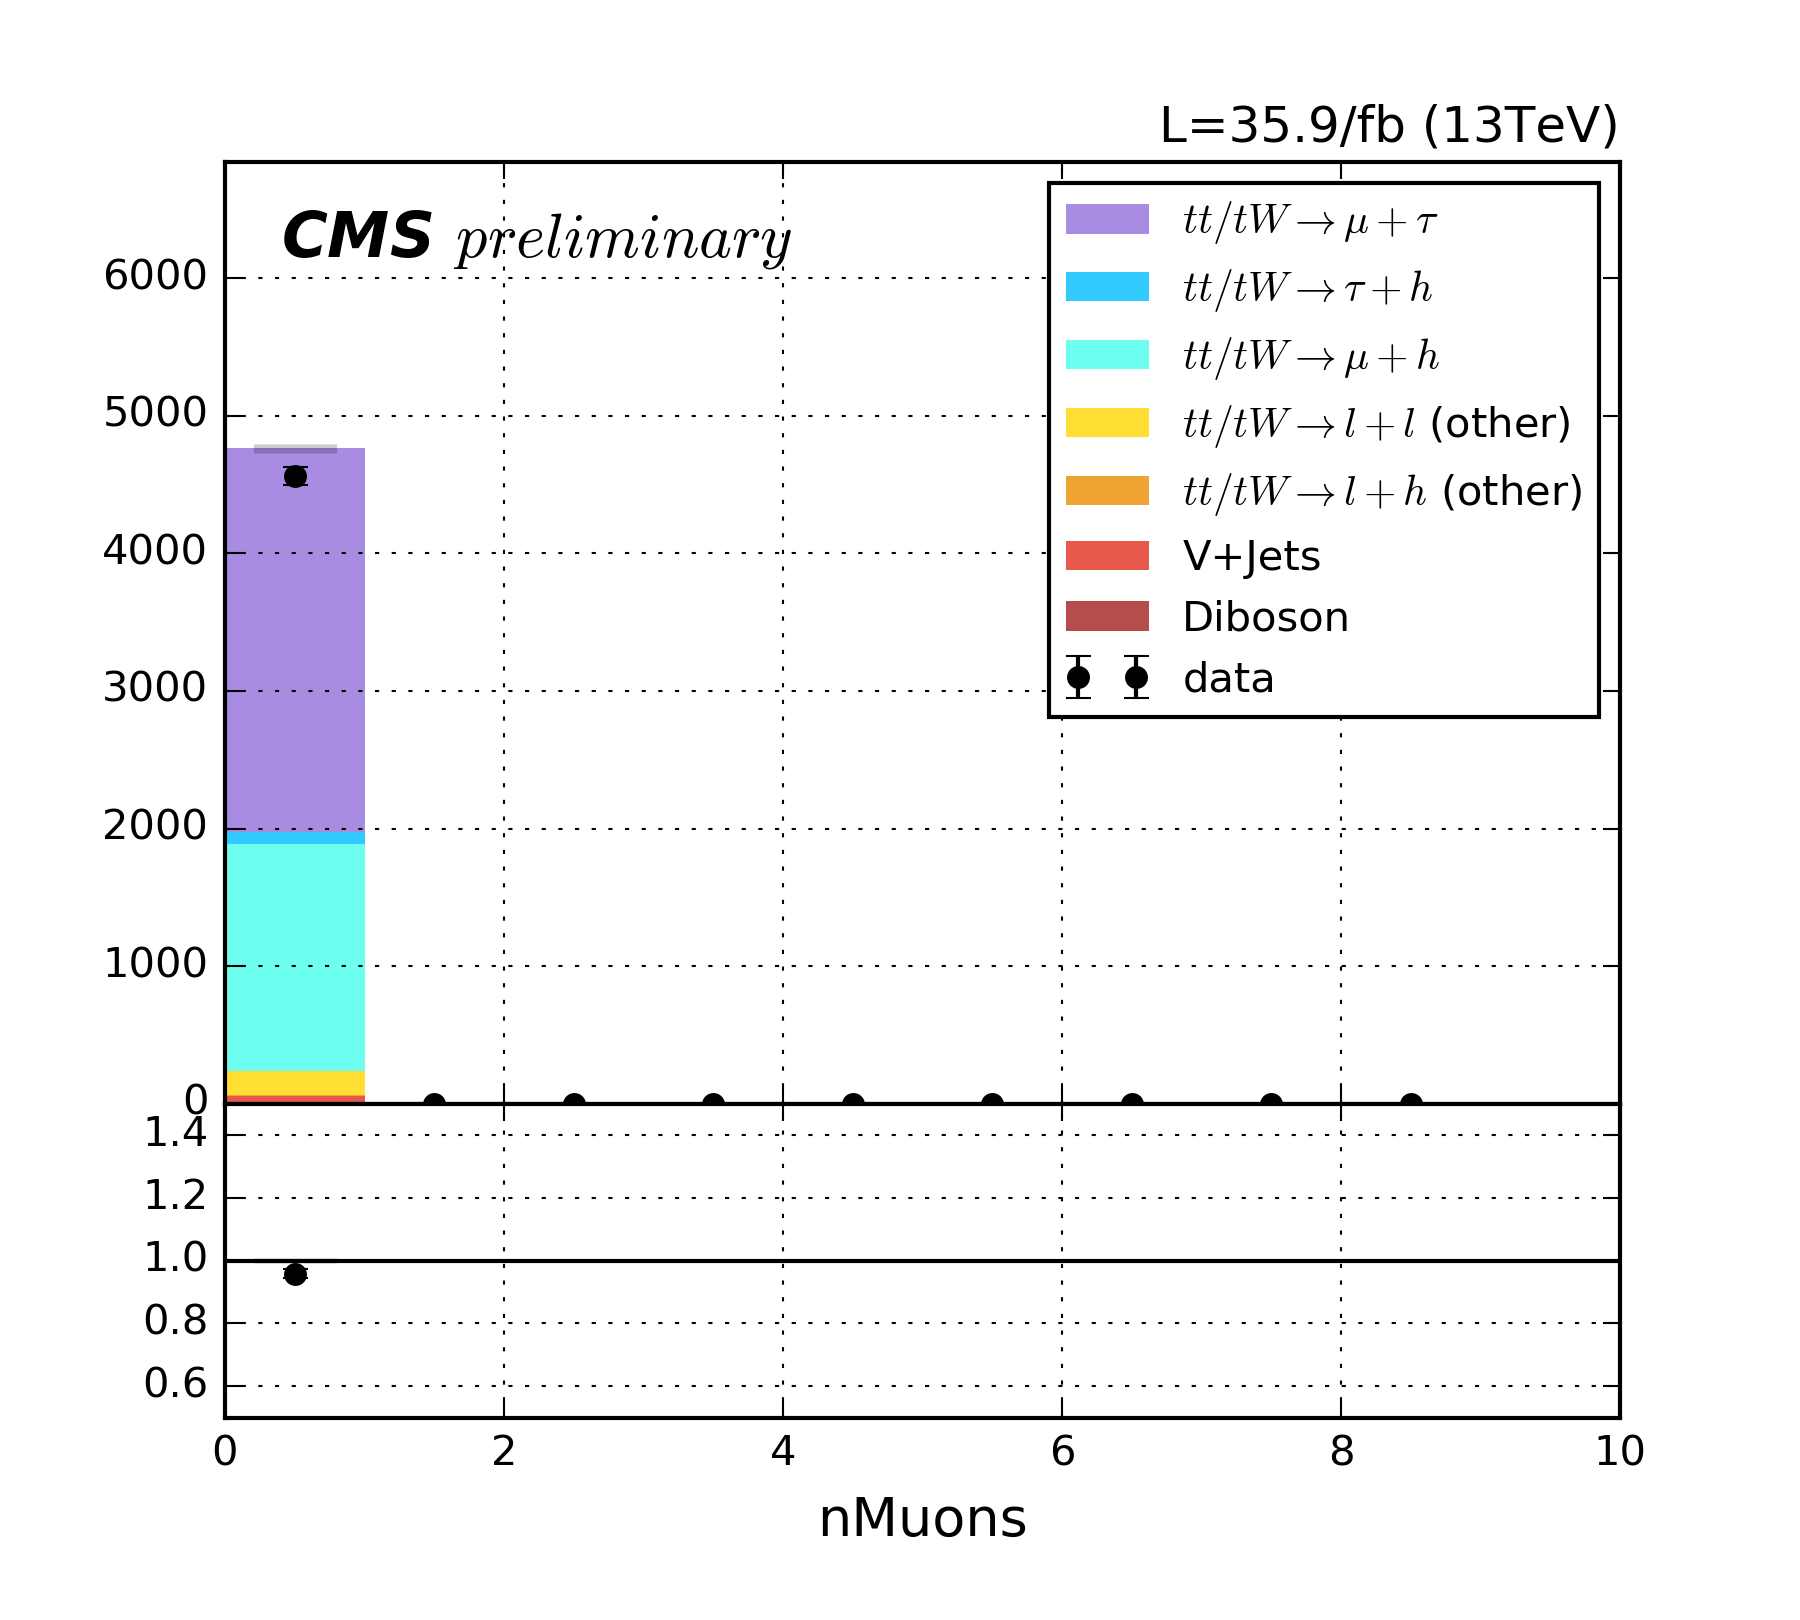 L=35.9/fb (13TeV)
CMS preliminary
tt/tW→μ+τ
tt/tW→τ+h
tt/tW→μ+h
tt/tW→l+l (other)
tt/tW→l+h (other)
V+Jets
Diboson
data
6000
5000
4000
3000
2000
1000
0
1.4
1.2
1.0
0.8
0.6
0 2 4 6 8 10
nMuons